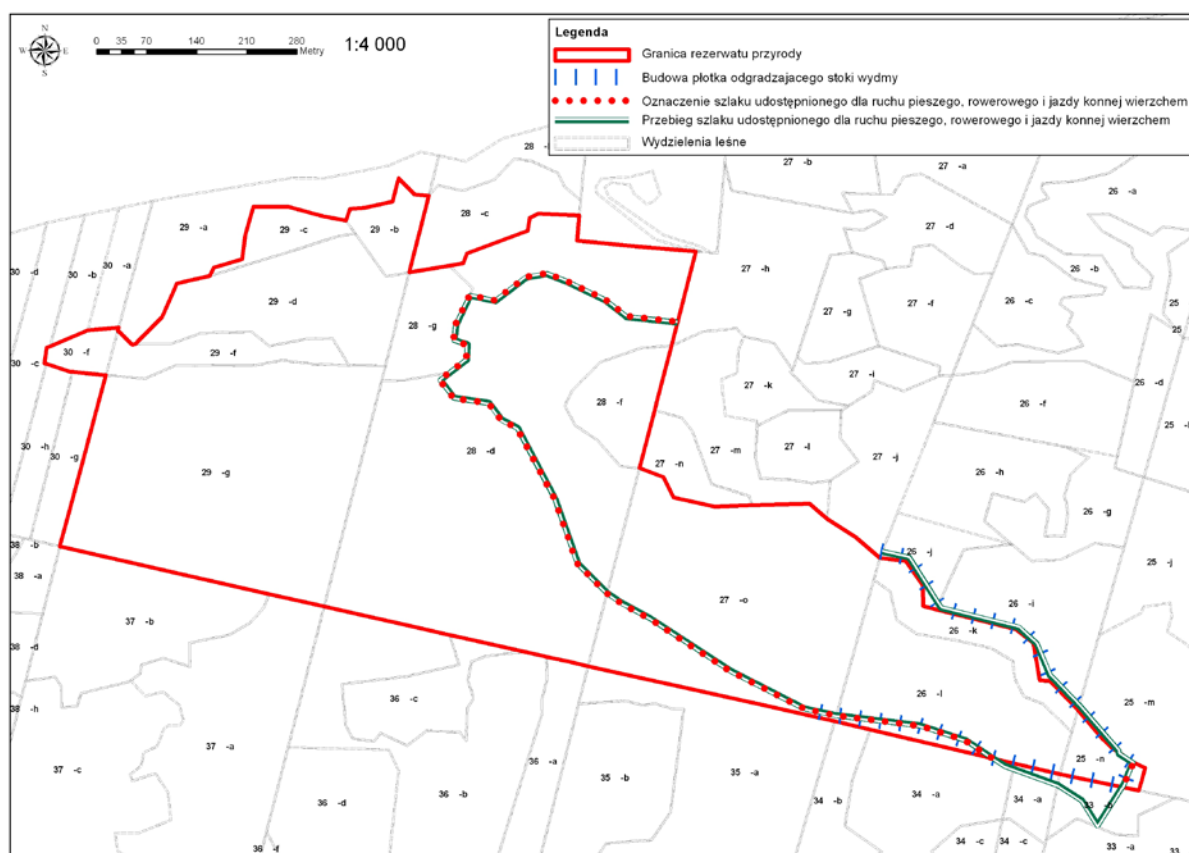 N
W E
S
0 35 70 140 210 280
Metry
1:4 000
Legenda
Granica rezerwatu przyrody
Budowa płotka odgradzajacego stoki wydmy
Oznaczenie szlaku udostępnionego dla ruchu pieszego, rowerowego i jazdy konnej wierzchem
Przebieg szlaku udostępnionego dla ruchu pieszego, rowerowego i jazdy konnej wierzchem
Wydzielenia leśne
28
27 -b
27 -a
26 -a
28 -c
29 -a
29 -c
29 -b
27 -d
30 -d
30 -b
30 -a
27 -h
26 -b
29 -d
27 -g
27 -f
26 -c
25
28 -g
25
30 -f
29 -f
30 -c
27 -i
27 -k
26 -d
28 -f
26 -f
25
30 -h
30 -g
29 -g
28 -d
27 -n
27 -m
27 -l
27 -j
26 -h
26 -g
38 -b
38 -a
26 -j
25 -j
37 -b
27 -o
26 -i
26 -k
38 -d
38 -h
36 -c
26 -l
25 -m
37 -a
37 -c
36 -a
35 -b
35 -a
25 -n
36 -d
36 -b
34 -b
34 -a
34 -a
33
36 -f
34 -c
34 -c
33 -a
33